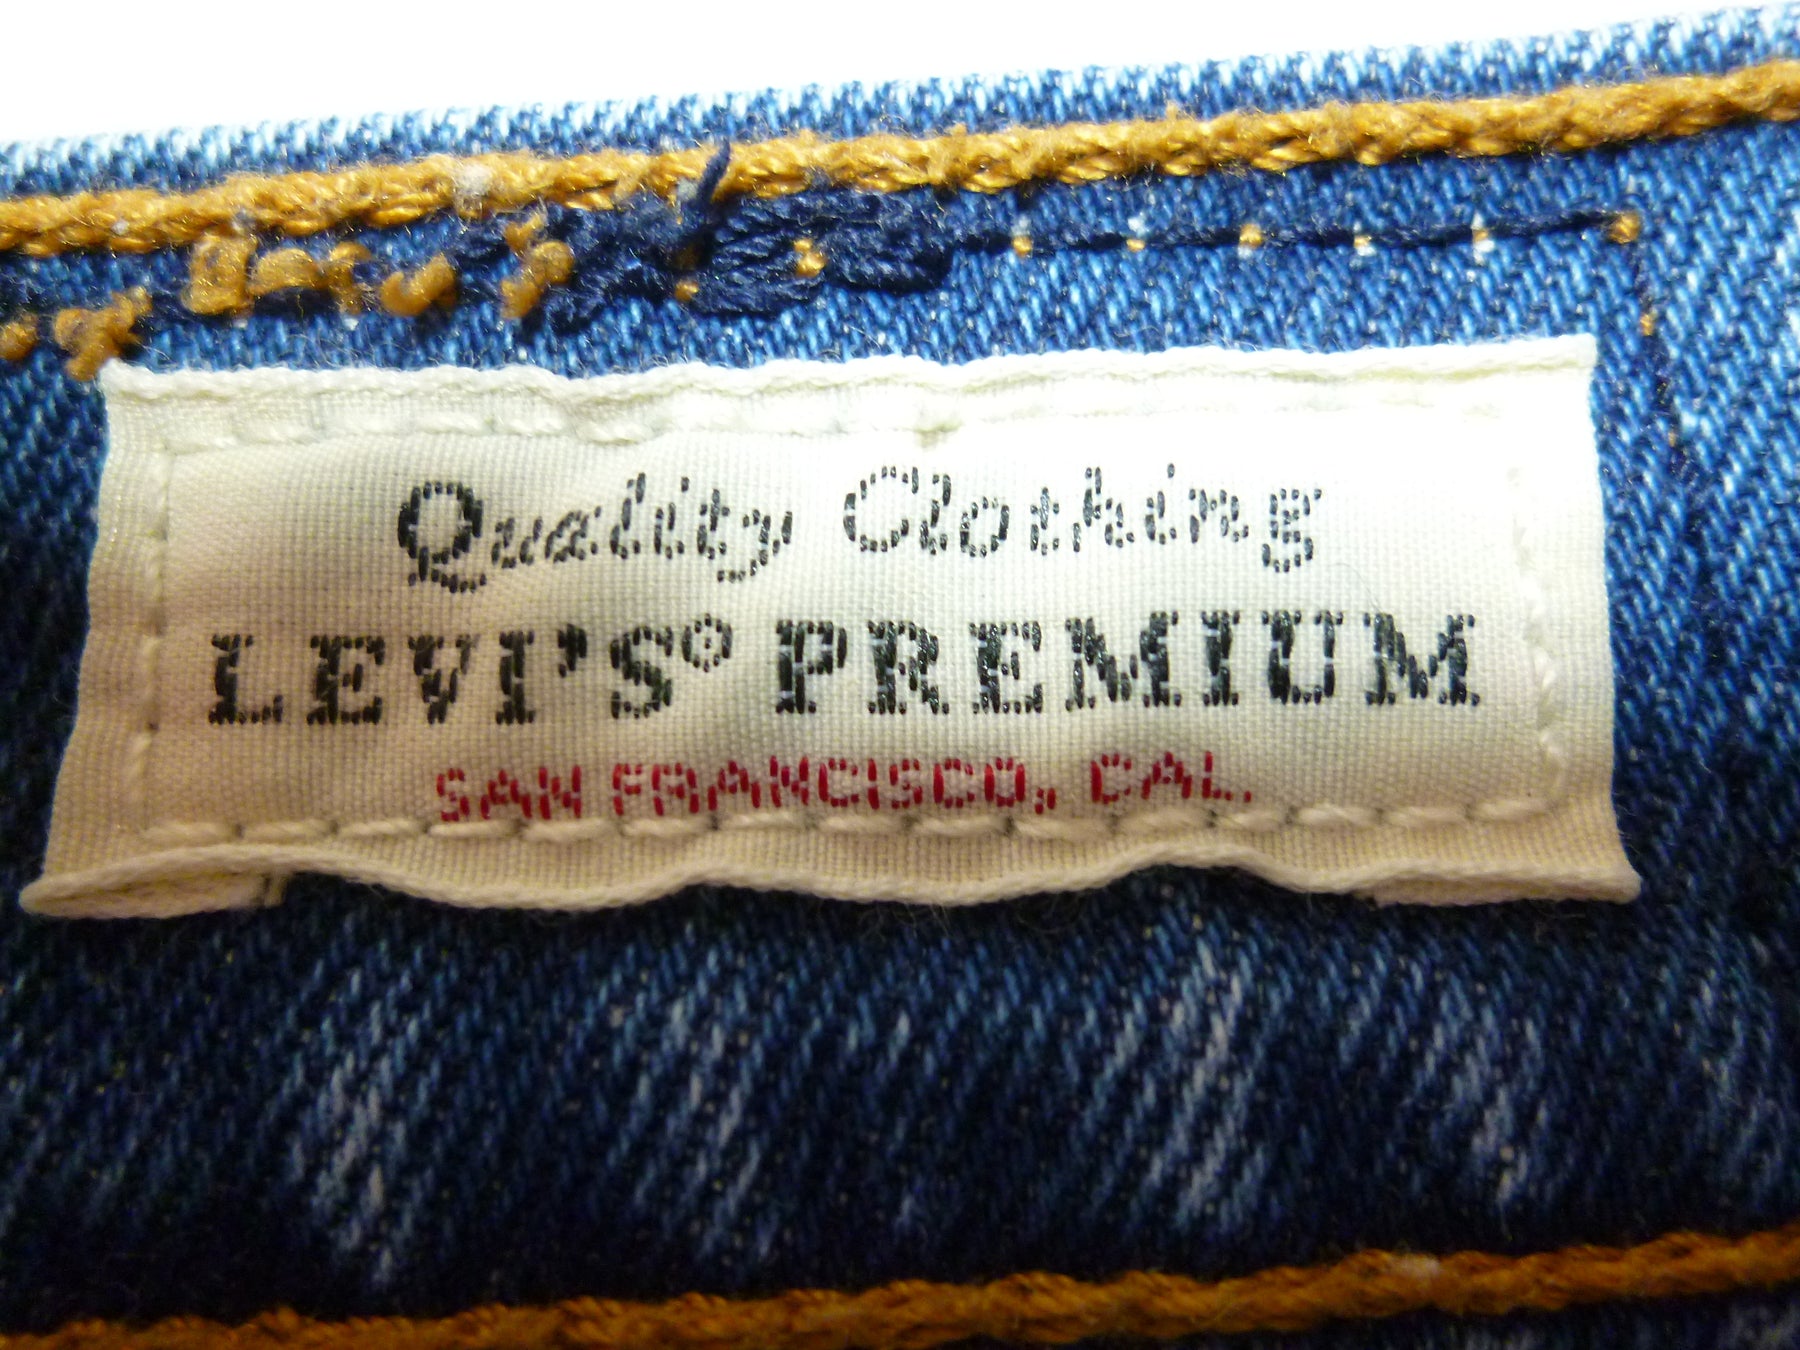 Quality Clothing
LEVI'S® PREMIUM
SAN FRANCISCO, CAL.